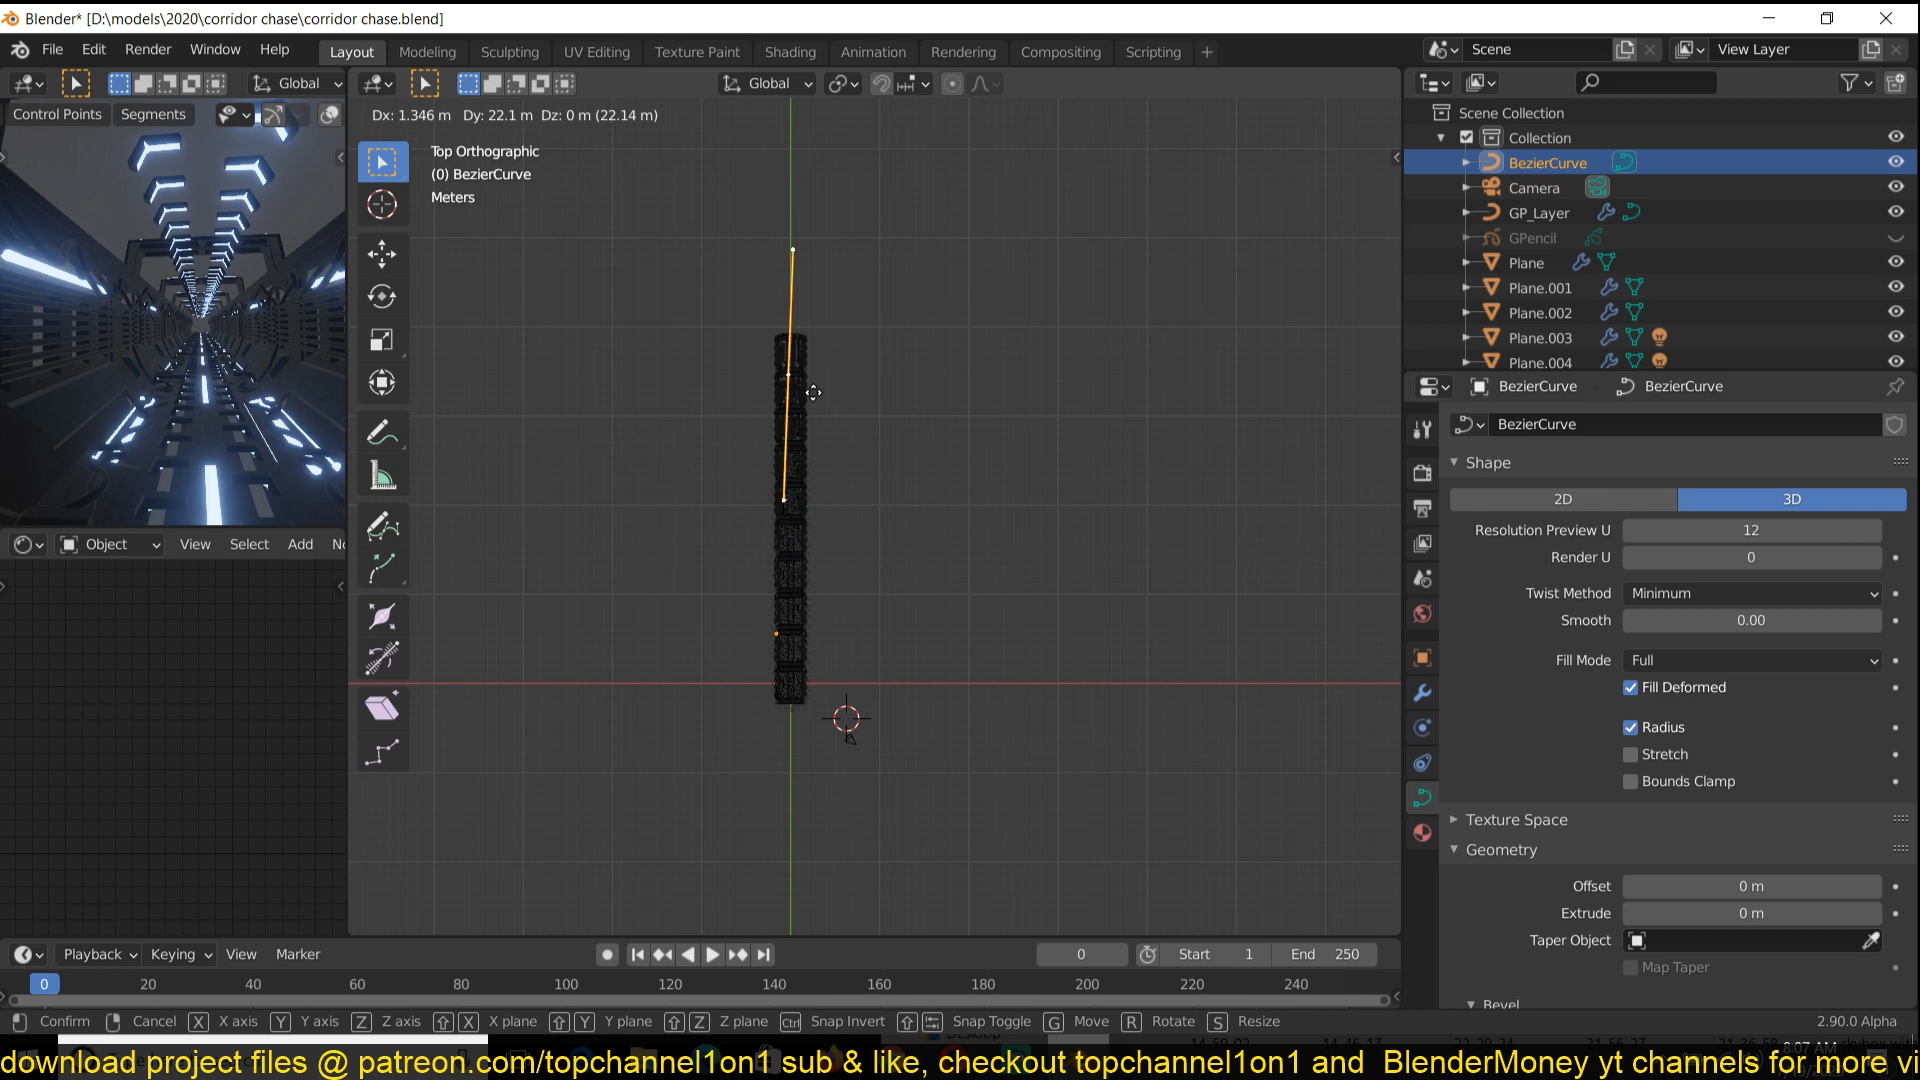 Blender* [D:\models\2020\corridor chase\corridor chase.blend]
File Edit Render Window Help Layout Modeling Sculpting UV Editing Texture Paint Shading Animation Rendering Compositing Scripting + Scene View Layer
Global Global
Control Points Segments
Dx: 1.346 m Dy: 22.1 m Dz: 0 m (22.14 m)
Top Orthographic
(0) BezierCurve
Meters
Scene Collection
Collection
BezierCurve
Camera
GP_Layer
GPencil
Plane
Plane.001
Plane.002
Plane.003
Plane.004
BezierCurve BezierCurve
BezierCurve
Shape
2D 3D
Resolution Preview U 12
Render U 0
Twist Method Minimum
Smooth 0.00
Fill Mode Full
Fill Deformed
Radius
Stretch
Bounds Clamp
Texture Space
Geometry
Offset 0 m
Extrude 0 m
Taper Object
Map Taper
Bevel
Object View Select Add
Playback Keying View Marker 0 Start 1 End 250
0 20 40 60 80 100 120 140 160 180 200 220 240
Confirm Cancel X X axis Y Y axis Z Z axis X X plane Y Y plane Z Z plane Ctrl Snap Invert Snap Toggle G Move R Rotate S Resize 2.90.0 Alpha
download project files @ patreon.com/topchannel1on1 sub & like, checkout topchannel1on1 and BlenderMoney yt channels for more vi